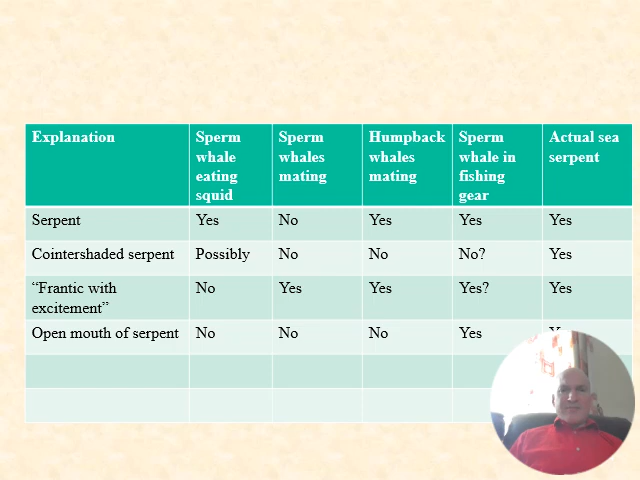 Explanation Sperm whale eating squid Sperm whales mating Humpback whales mating Sperm whale in fishing gear Actual sea serpent
Serpent Yes No Yes Yes Yes
Cointershaded serpent Possibly No No No? Yes
“Frantic with excitement” No Yes Yes Yes? Yes
Open mouth of serpent No No No Yes